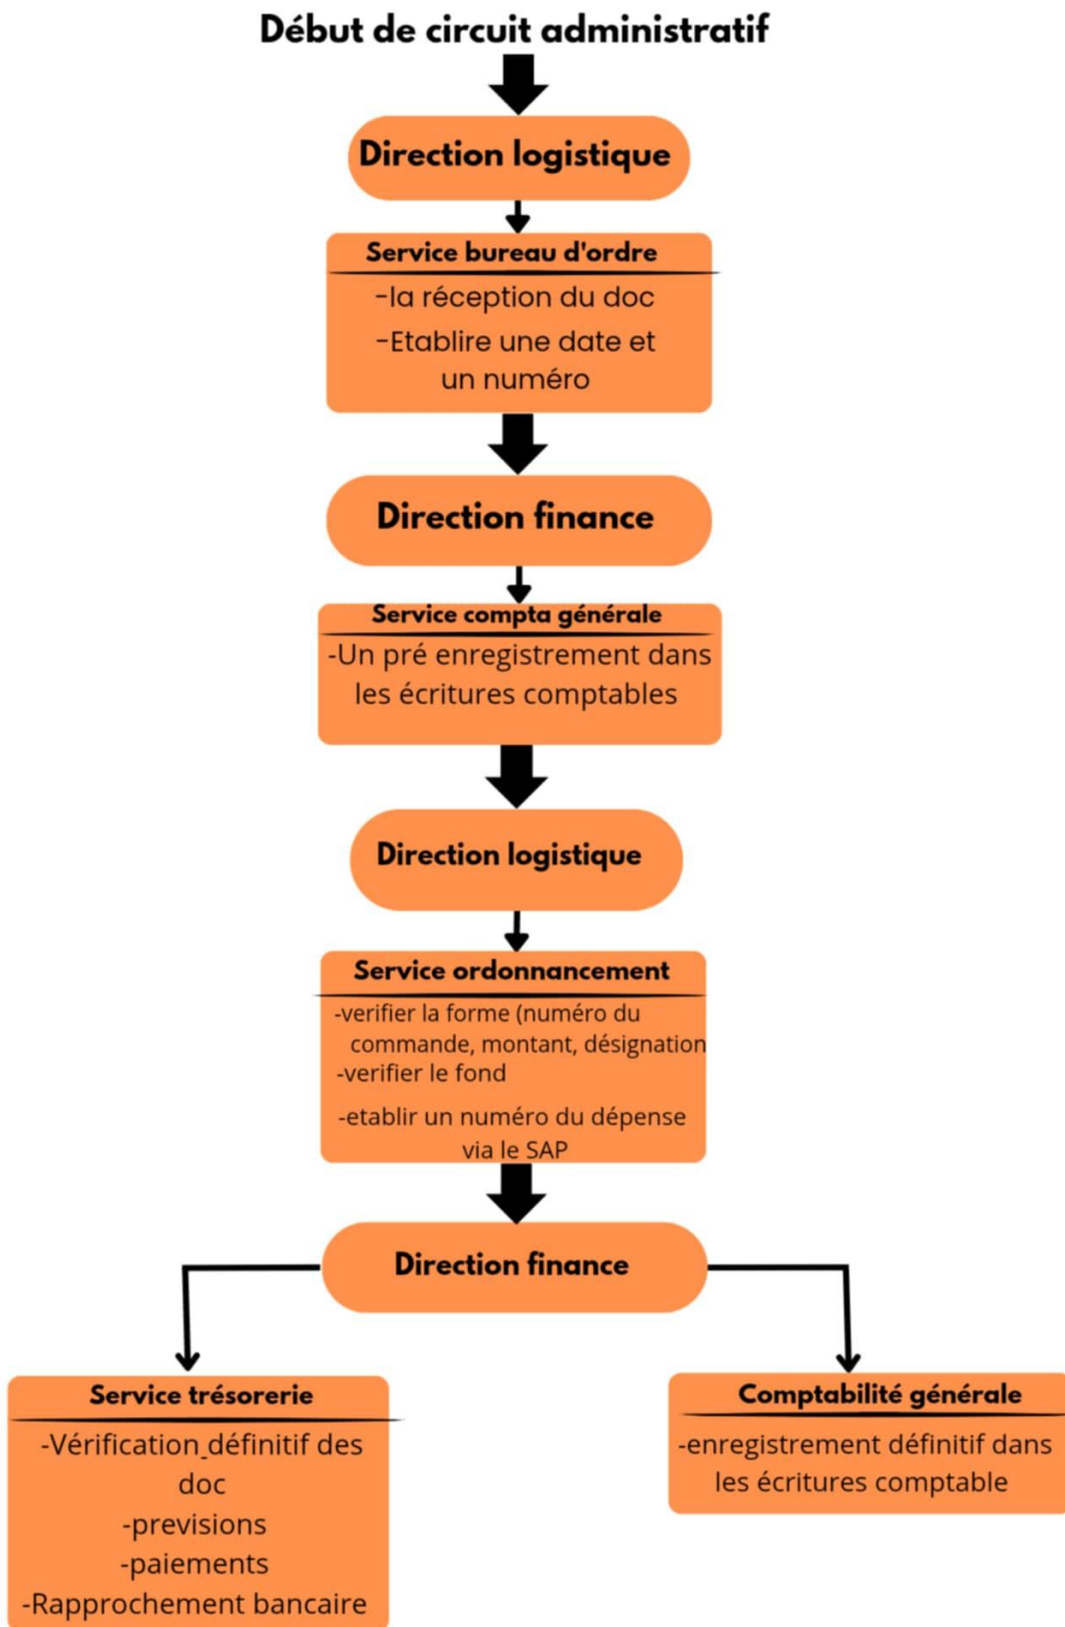 Début de circuit administratif
Direction logistique
Service bureau d'ordre
-la réception du doc
-Etablire une date et
un numéro
Direction finance
Service compta générale
-Un pré enregistrement dans
les écritures comptables
Direction logistique
Service ordonnancement
-verifier la forme (numéro du
commande, montant, désignation
-verifier le fond
-etablir un numéro du dépense
via le SAP
Direction finance
Service trésorerie
-Vérification_définitif des
doc
-previsions
-paiements
-Rapprochement bancaire
Comptabilité générale
-enregistrement définitif dans
les écritures comptable